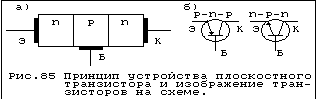 а)
б)
p-n-p
n-p-n
n
p
n
Э
К
Б
Э
К
Э
К
Б
Б
Рис.85 Принцип устройства плоскостного
транзистора и изображение тран-
зисторов на схеме.